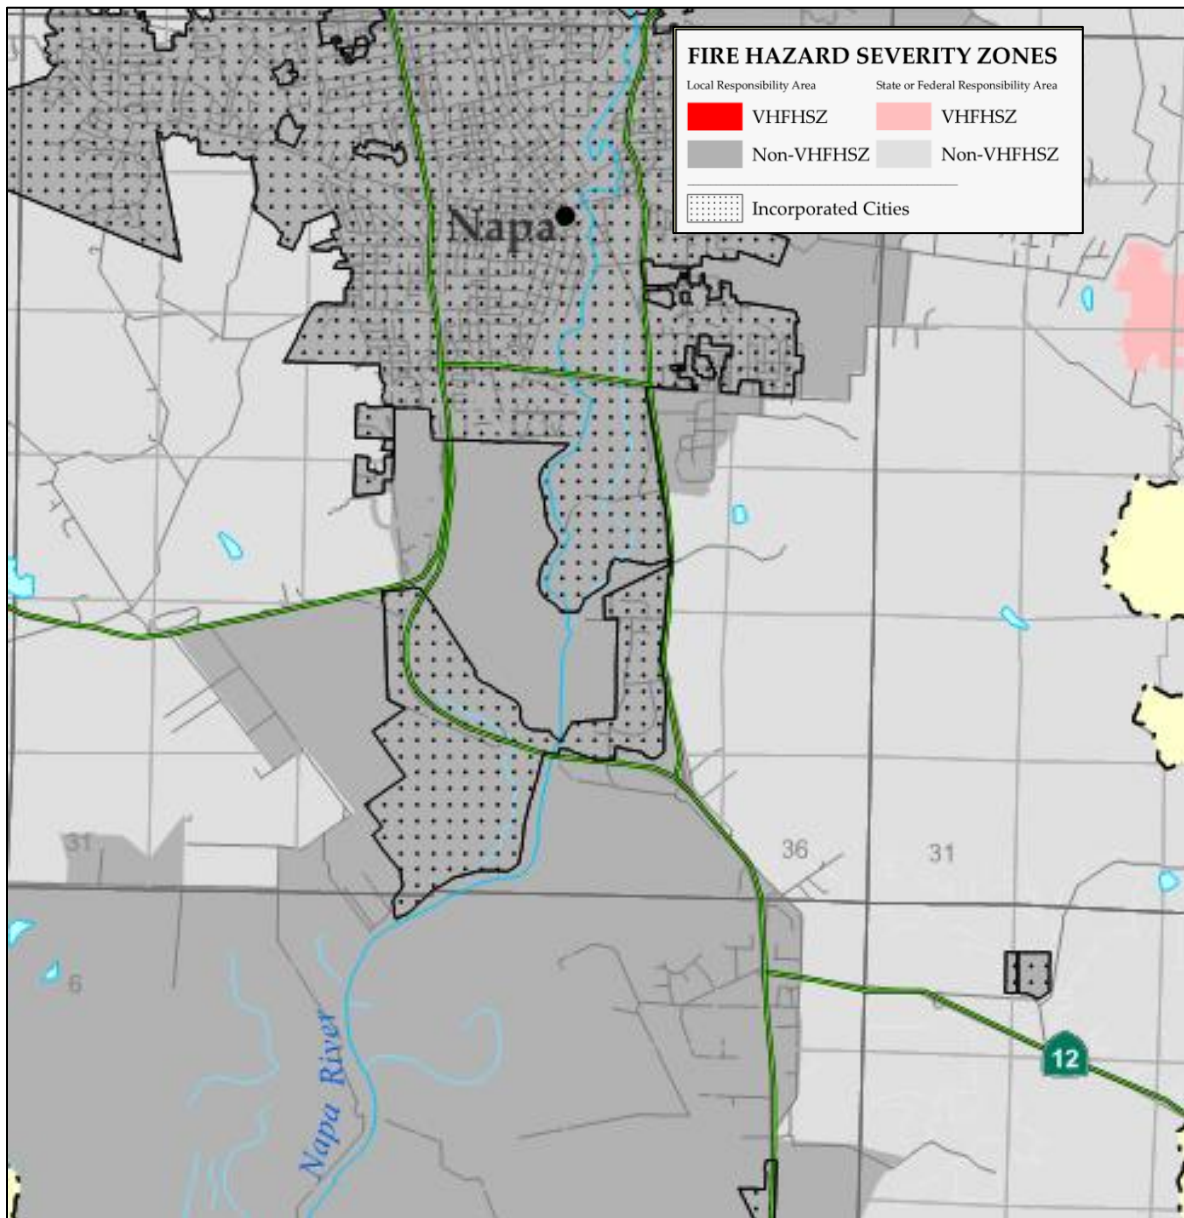 FIRE HAZARD SEVERITY ZONES
Local Responsibility Area State or Federal Responsibility Area
VHFHSZ VHFHSZ
Non-VHFHSZ Non-VHFHSZ
Incorporated Cities
Napa
31
36
31
6
12
Napa River